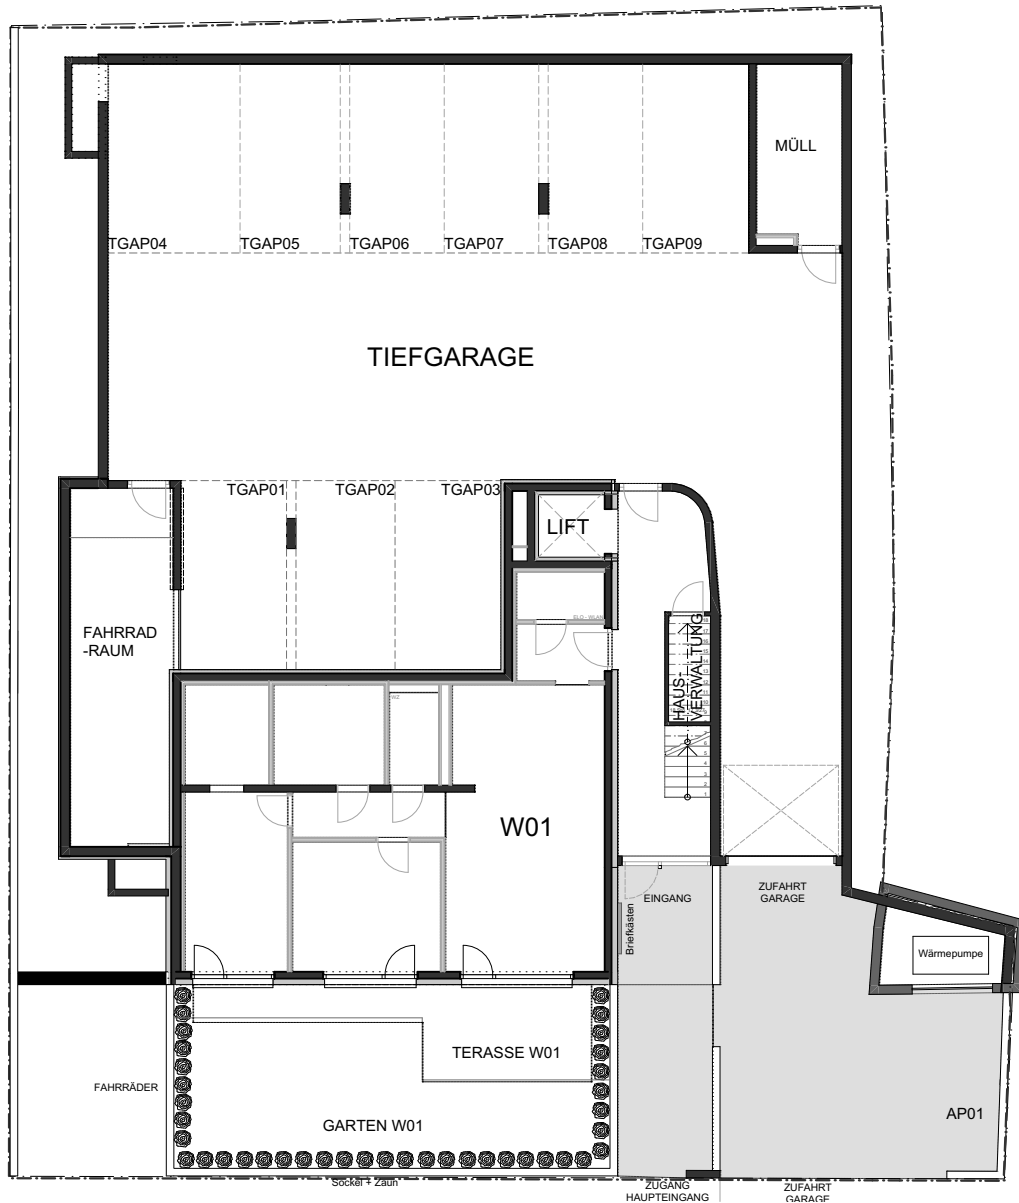 MÜLL
TGAP04
TGAP05
TGAP06
TGAP07
TGAP08
TGAP09
TIEFGARAGE
TGAP01
TGAP02
TGAP03
LIFT
FAHRRAD
-RAUM
HAUS-
VERWALTUNG
WZ
W01
EINGANG
ZUFAHRT
GARAGE
Briefkästen
Wärmepumpe
TERASSE W01
FAHRRÄDER
GARTEN W01
AP01
Sockel + Zaun
ZUGANG
HAUPTEINGANG
ZUFAHRT
GARAGE